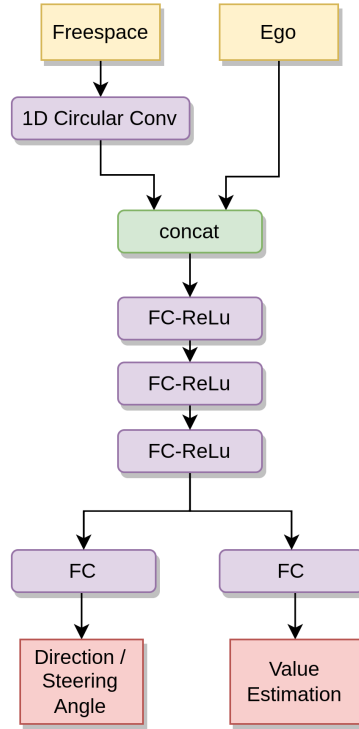 Freespace
Ego
1D Circular Conv
concat
FC-ReLu
FC-ReLu
FC-ReLu
FC
FC
Direction /
Steering
Angle
Value
Estimation